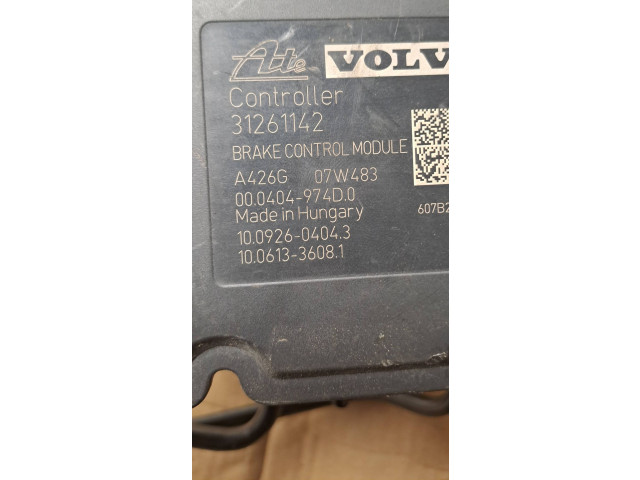 Ate VOLV
Controller
31261142
BRAKE CONTROL MODULE
A426G 07W483
00.0404-974D.0
Made in Hungary 607B2
10.0926-0404.3
10.0613-3608.1